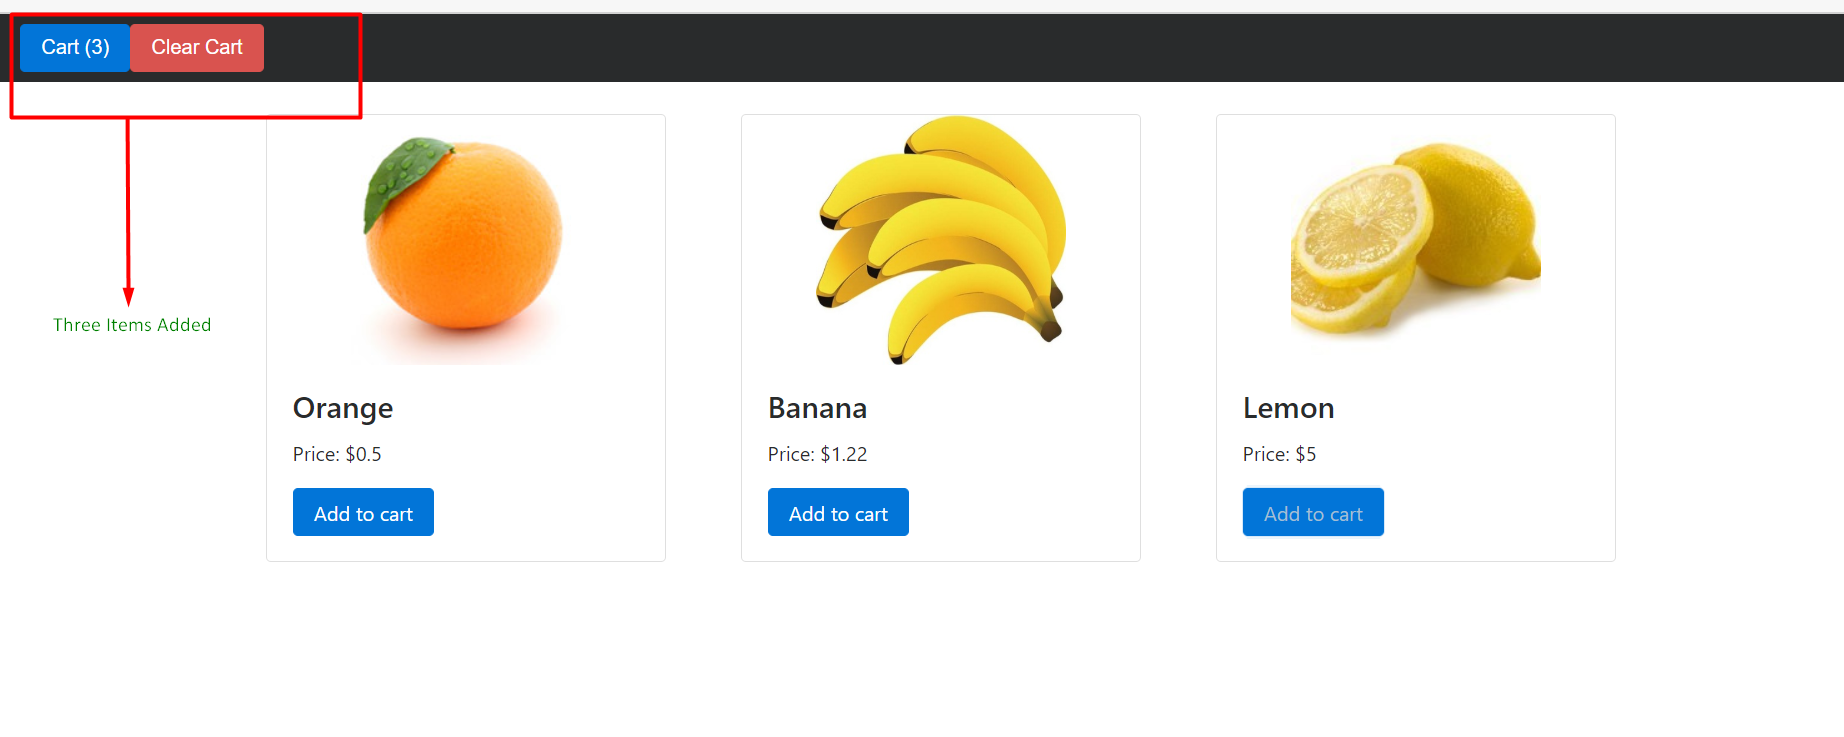 Cart (3) Clear Cart
Three Items Added
Orange
Price: $0.5
Add to cart
Banana
Price: $1.22
Add to cart
Lemon
Price: $5
Add to cart